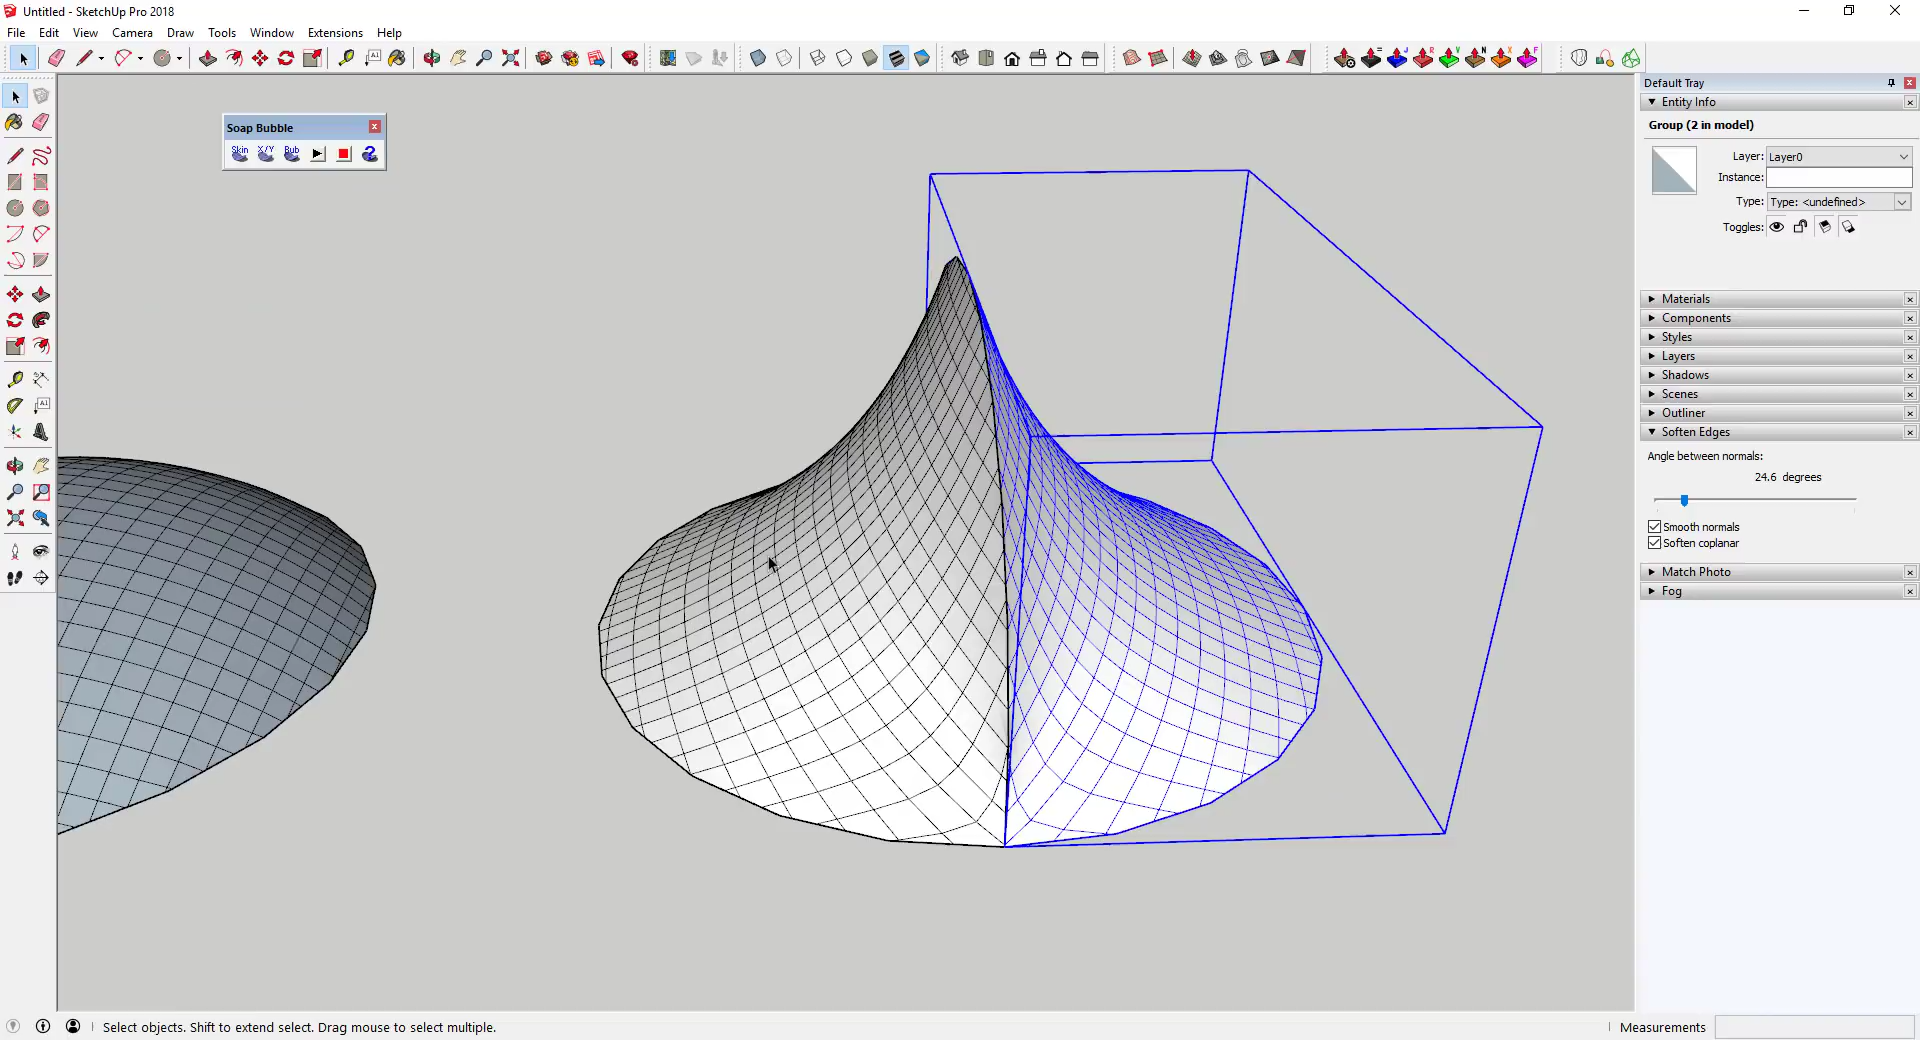 Untitled - SketchUp Pro 2018
File Edit View Camera Draw Tools Window Extensions Help
Default Tray
Entity Info
Group (2 in model)
Layer: Layer0
Instance:
Type: Type: <undefined>
Toggles:
Soap Bubble
Skin X/Y Bub
Materials
Components
Styles
Layers
Shadows
Scenes
Outliner
Soften Edges
Angle between normals:
24.6 degrees
Smooth normals
Soften coplanar
Match Photo
Fog
Select objects. Shift to extend select. Drag mouse to select multiple.
Measurements